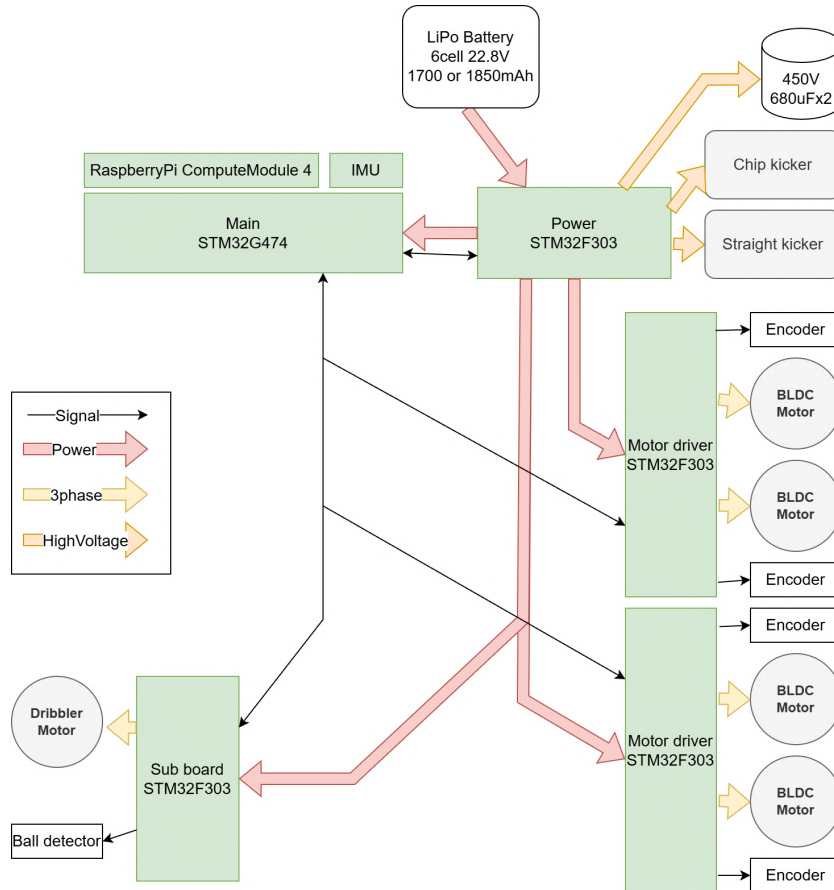 LiPo Battery
6cell 22.8V
1700 or 1850mAh
450V
680uFx2
RaspberryPi ComputeModule 4
IMU
Chip kicker
Main
STM32G474
Power
STM32F303
Straight kicker
Encoder
BLDC
Motor
Signal
Power
3phase
HighVoltage
Motor driver
STM32F303
BLDC
Motor
Encoder
Encoder
BLDC
Motor
Dribbler
Motor
Motor driver
STM32F303
Sub board
STM32F303
BLDC
Motor
Ball detector
Encoder